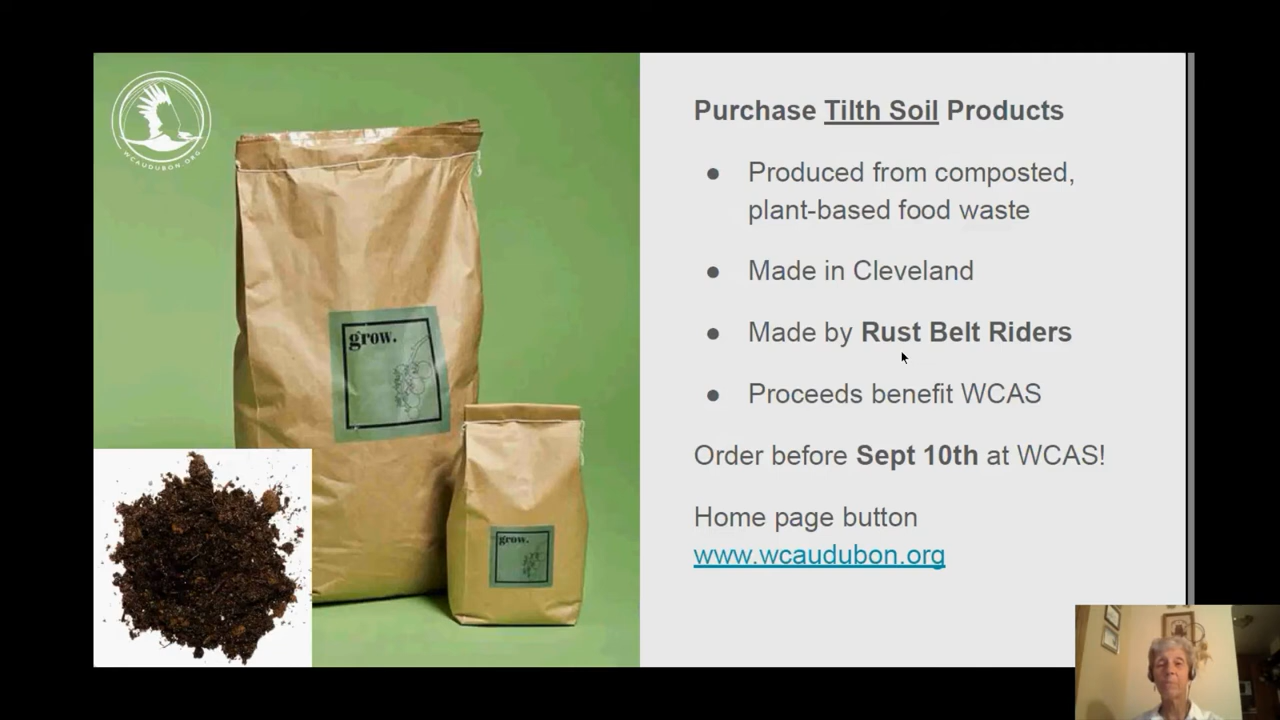 WCAUDUBON.ORG
grow.
grow.
Purchase Tilth Soil Products
● Produced from composted,
plant-based food waste
● Made in Cleveland
● Made by Rust Belt Riders
● Proceeds benefit WCAS
Order before Sept 10th at WCAS!
Home page button
www.wcaudubon.org